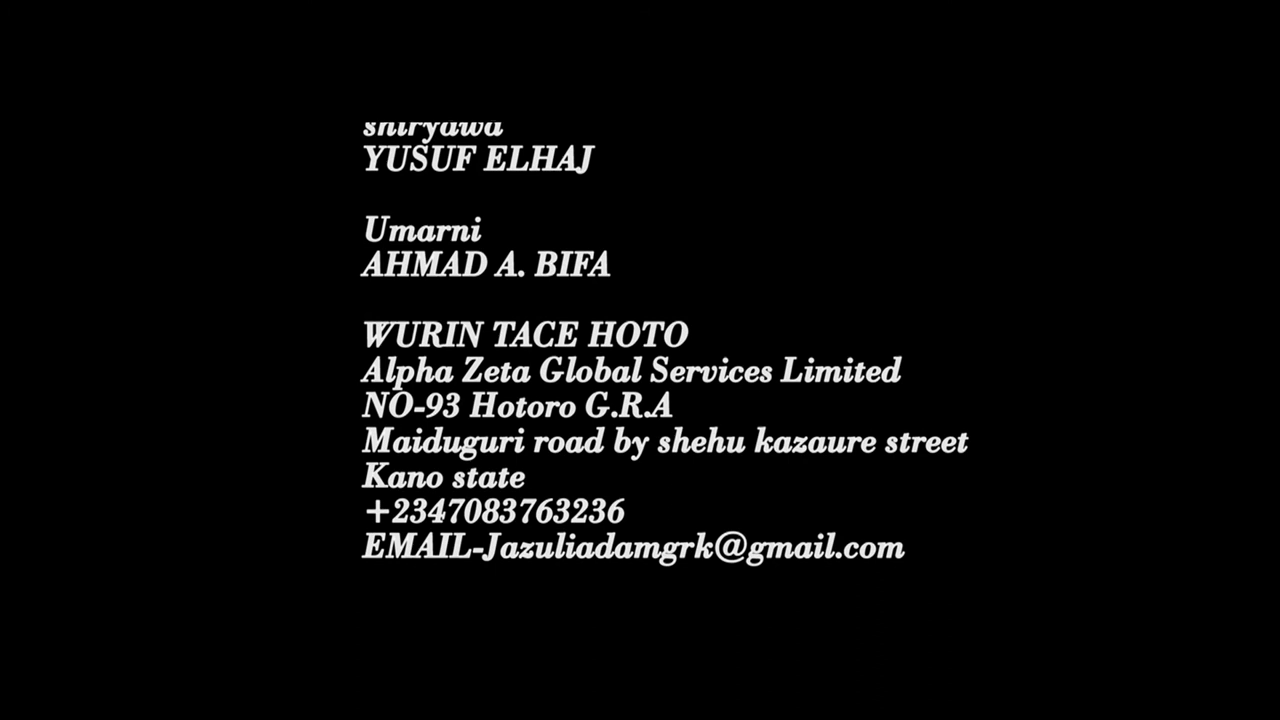 shiryawa
YUSUF ELHAJ
Umarni
AHMAD A. BIFA
WURIN TACE HOTO
Alpha Zeta Global Services Limited
NO-93 Hotoro G.R.A
Maiduguri road by shehu kazaure street
Kano state
+2347083763236
EMAIL-Jazuliadamgrk@gmail.com